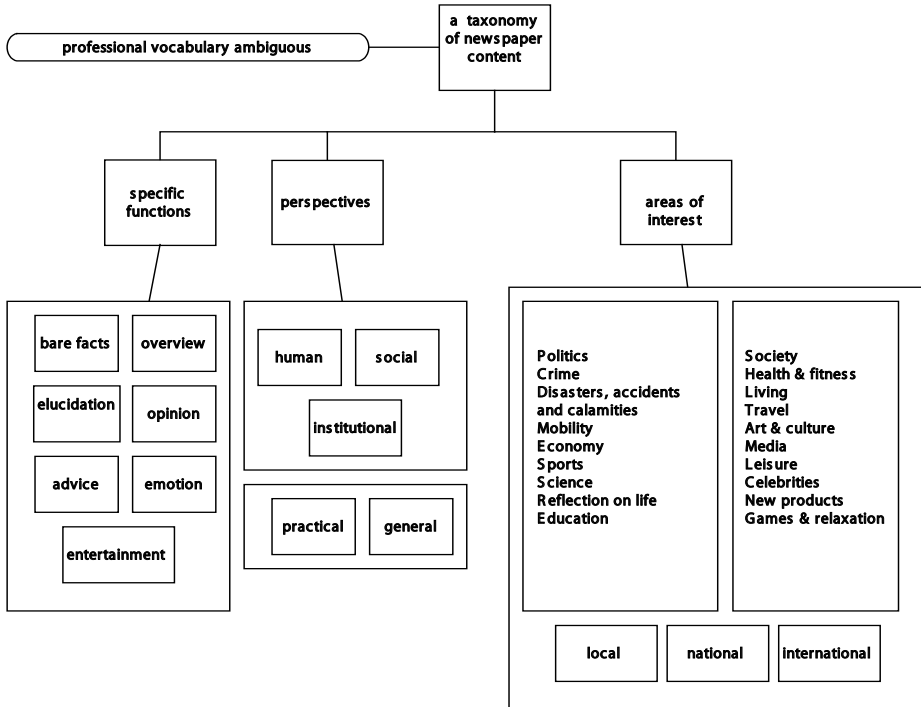 a taxonomy
of newspaper
content
professional vocabulary ambiguous
specific
functions
perspectives
areas of
interest
bare facts
overview
elucidation
opinion
advice
emotion
entertainment
human
social
institutional
practical
general
Politics
Crime
Disasters, accidents
and calamities
Mobility
Economy
Sports
Science
Reflection on life
Education
Society
Health & fitness
Living
Travel
Art & culture
Media
Leisure
Celebrities
New products
Games & relaxation
local
national
international